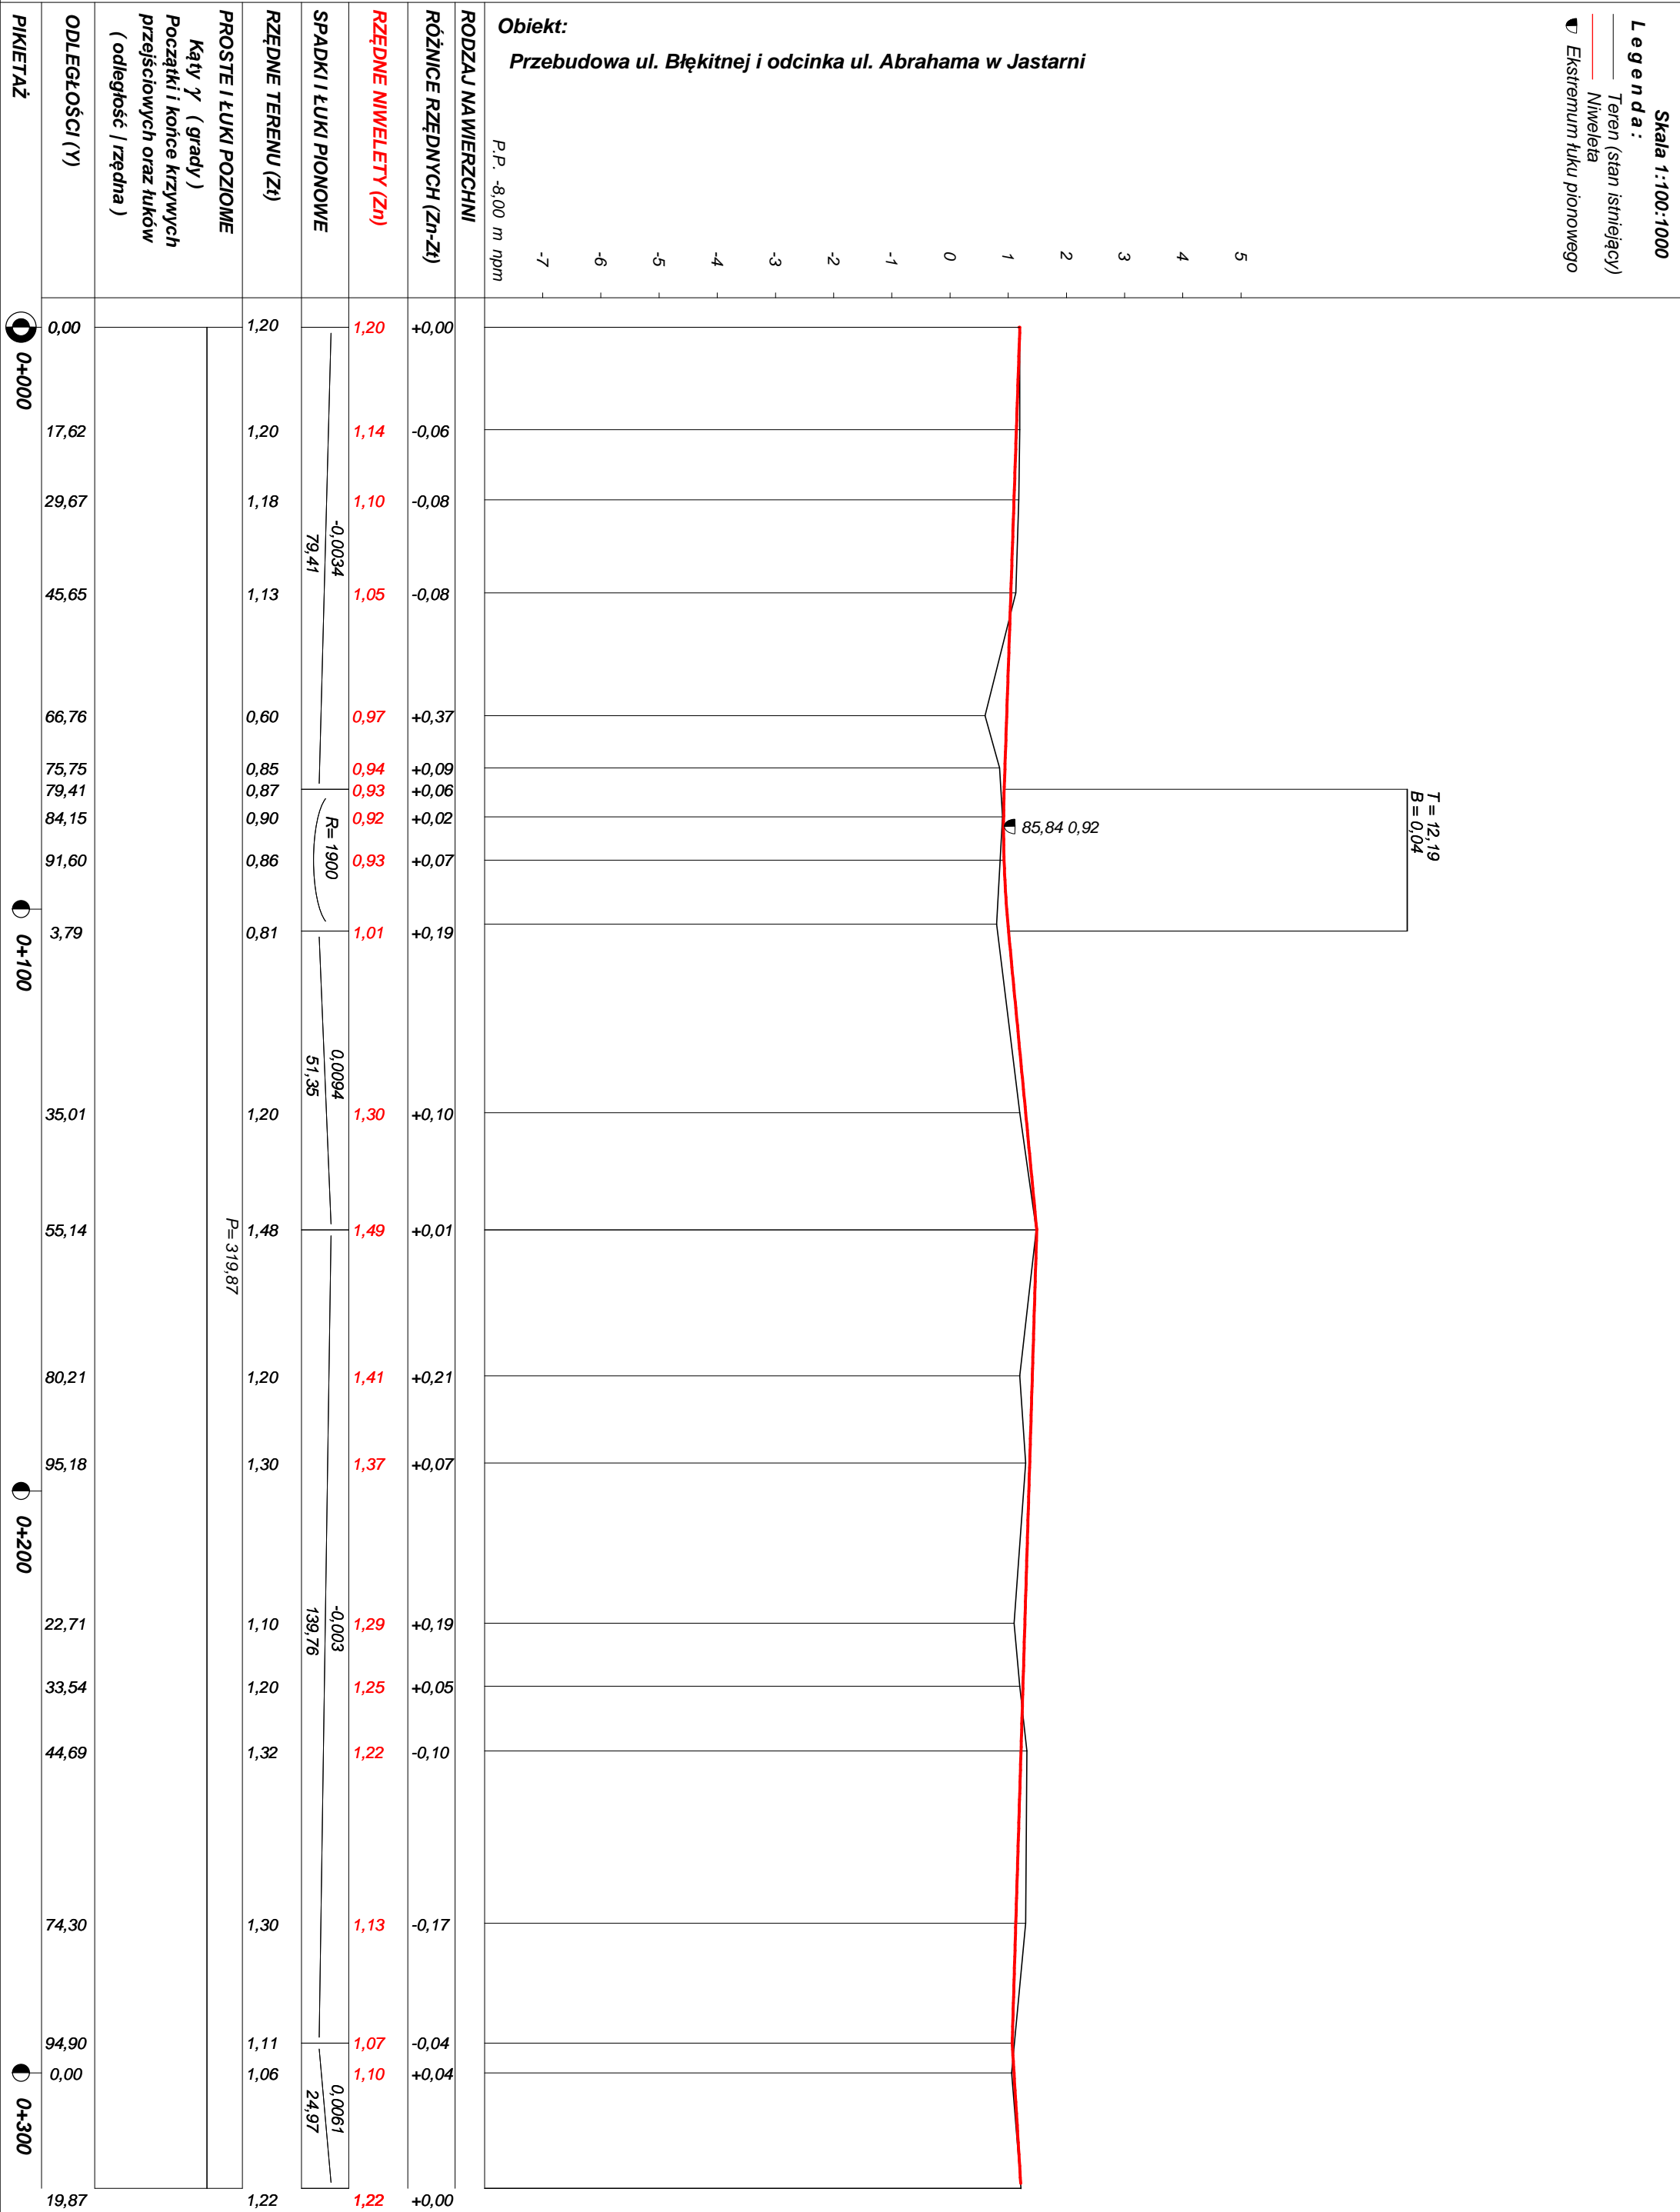 Skala 1:100:1000
Legenda:
Teren (stan istniejący)
Niweleta
Ekstremum łuku pionowego
Obiekt:
Przebudowa ul. Błękitnej i odcinka ul. Abrahama w Jastarni
T = 12,19
B = 0,04
85,84 0,92
5
4
3
2
1
0
-1
-2
-3
-4
-5
-6
-7
P.P. -8,00 m npm
RODZAJ NAWIERZCHNI
RÓŻNICE RZĘDNYCH (Zn-Zt)
+0,00 -0,06 -0,08 -0,08 +0,37 +0,09 +0,06 +0,02 +0,07 +0,19 +0,10 +0,01 +0,21 +0,07 +0,19 +0,05 -0,10 -0,17 -0,04 +0,04 +0,00
RZĘDNE NIWELETY (Zn)
1,20 1,14 1,10 1,05 0,97 0,94 0,93 0,92 0,93 1,01 1,30 1,49 1,41 1,37 1,29 1,25 1,22 1,13 1,07 1,10 1,22
SPADKI I ŁUKI PIONOWE
-0,0034 R= 1900 0,0094 -0,003 0,0061
79,41 51,35 139,76 24,97
RZĘDNE TERENU (Zt)
1,20 1,20 1,18 1,13 0,60 0,85 0,87 0,90 0,86 0,81 1,20 1,48 1,20 1,30 1,10 1,20 1,32 1,30 1,11 1,06 1,22
PROSTE I ŁUKI POZIOME
P= 319,87
Kąty γ ( grady )
Początki i końce krzywych
przejściowych oraz łuków
( odległość | rzędna )
ODLEGŁOŚCI (Y)
0,00 17,62 29,67 45,65 66,76 75,75 79,41 84,15 91,60 3,79 35,01 55,14 80,21 95,18 22,71 33,54 44,69 74,30 94,90 0,00 19,87
PIKIETAŻ
0+000 0+100 0+200 0+300